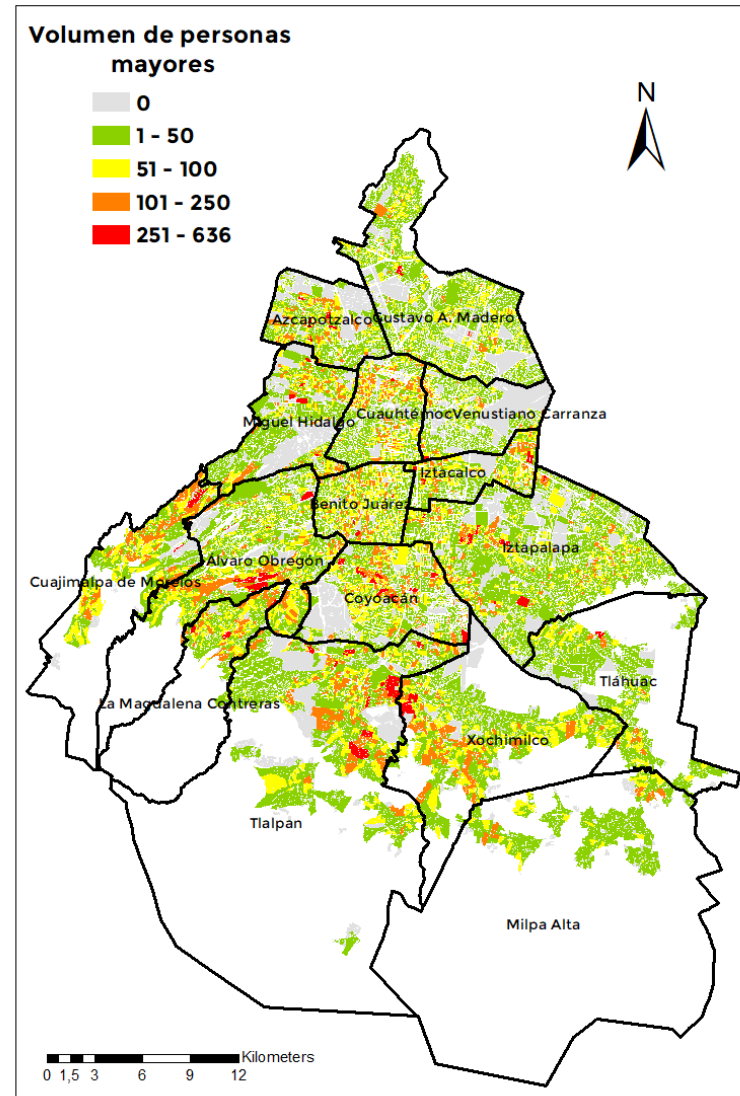 Volumen de personas
mayores
0
1 - 50
51 - 100
101 - 250
251 - 636
N
Azcapotzalco
Gustavo A. Madero
Miguel Hidalgo
Cuauhtémoc
Venustiano Carranza
Iztacalco
Benito Juárez
Iztapalapa
Álvaro Obregón
Cuajimalpa de Morelos
Coyoacán
Tláhuac
La Magdalena Contreras
Xochimilco
Tlalpan
Milpa Alta
Kilometers
0 1,5 3 6 9 12